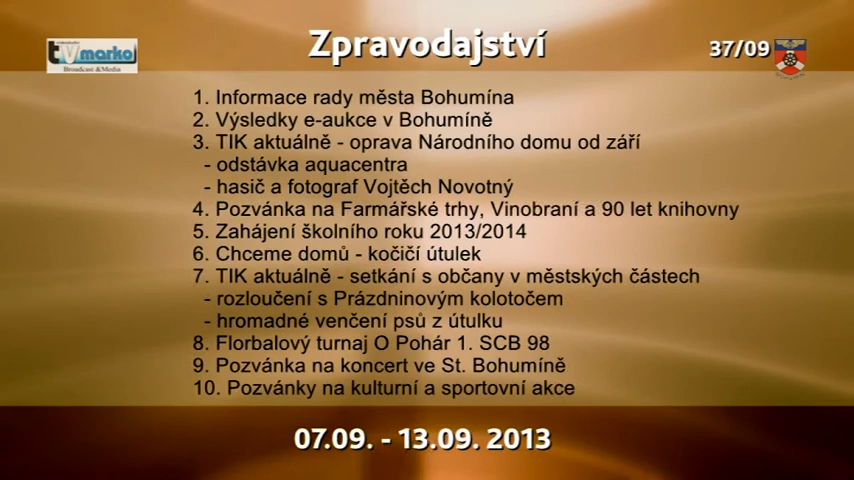 Zpravodajství
37/09
tvmarko
Broadcast &Media
1. Informace rady města Bohumína
2. Výsledky e-aukce v Bohumíně
3. TIK aktuálně - oprava Národního domu od září
- odstávka aquacentra
- hasič a fotograf Vojtěch Novotný
4. Pozvánka na Farmářské trhy, Vinobraní a 90 let knihovny
5. Zahájení školního roku 2013/2014
6. Chceme domů - kočičí útulek
7. TIK aktuálně - setkání s občany v městských částech
- rozloučení s Prázdninovým kolotočem
- hromadné venčení psů z útulku
8. Florbalový turnaj O Pohár 1. SCB 98
9. Pozvánka na koncert ve St. Bohumíně
10. Pozvánky na kulturní a sportovní akce
07.09. - 13.09. 2013